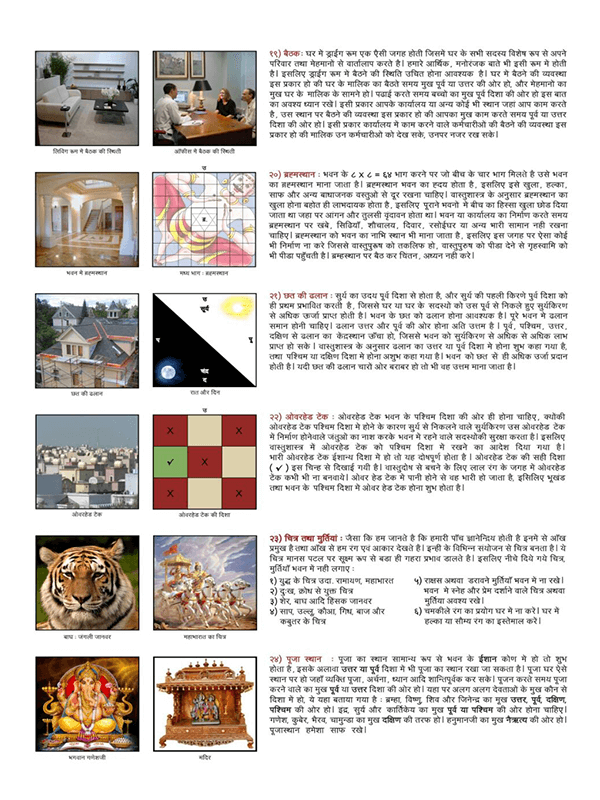 १९) बैठकः घर मे ड्राईंग रूम एक ऐसी जगह होती जिसमे घर के सभी सदस्य विशेष रूप से अपने
परिवार तथा मेहमानो से वार्तालाप करते है। हमारे आर्थिक, मनोरंजक बाते भी इसी रूम मे होती
है। इसलिए ड्राईंग रूम मे बैठने की स्थिति उचित होना आवश्यक है। घर मे बैठने की व्यवस्था
इस प्रकार हो की घर के मालिक का बैठते समय मुख पुर्व या उत्तर की ओर हो, और मेहमानो का
मुख घर के मालिक के सामने हो। पढाई करते समय बच्चो का मुख पुर्व दिशा की ओर हो इस बात
का अवश्य ध्यान रखे। इसी प्रकार आपके कार्यालय या अन्य कोई भी स्थान जहा आप काम करते
है, उस स्थान पर बैठने की व्यवस्था इस प्रकार हो की आपका मुख काम करते समय पुर्व या उत्तर
दिशा की ओर हो। इसी प्रकार कार्यालय मे काम करने वाले कर्मचारीओ की बैठने की व्यवस्था इस
प्रकार हो की मालिक उन कर्मचारीओ को देख सके, उनपर नजर रख सके।
लिविंग रूम मे बैठक की स्थिती
ऑफीस मे बैठक की स्थिती
२०) ब्रह्मस्थान : भवन के ८ X ८ = ६४ भाग करने पर जो बीच के चार भाग मिलते है उसे भवन
का ब्रह्मस्थान माना जाता है। ब्रह्मस्थान भवन का ह्रदय होता है, इसलिए इसे खुला, हल्का,
साफ और अन्य बाधाजनक वस्तुओ से दूर रखना चाहिए। वास्तुशास्त्र के अनुसार ब्रह्मस्थान का
खुला होना बहोत ही लाभदायक होता है, इसलिए पूराने भवनो मे बीच का हिस्सा खुला छोड दिया
जाता था जहा पर आंगन और तुलसी वृंदावन होता था। भवन या कार्यालय का निर्माण करते समय
ब्रह्मस्थान पर खंबे, सिढियाँ, शौचालय, दिवार, रसोईघर या अन्य भारी सामान नही रखना
चाहिए। ब्रह्मस्थान को भवन का नाभि स्थान भी माना जाता है, इसलिए इस जगह पर ऐसा कोई
भी निर्माण ना करे जिससे वास्तुपुरूष को तकलिफ हो, वास्तुपुरुष को पीडा देने से गृहस्वामि को
भी पीडा पहुँचती है। ब्रम्हस्थान पर बैठ कर चिंतन, अध्यन नही करे।
उ
भवन मे ब्रह्मस्थान
मध्य भाग : ब्रह्मस्थान
२१) छत की ढलान : सुर्य का उदय पूर्व दिशा से होता है, और सुर्य की पहली किरणे पुर्व दिशा को
ही प्रथम प्रभावित करती है, जिससे घर या घर के सदस्यो को उस पूर्व से निकले हुए सुर्यकिरण
से अधिक ऊर्जा प्राप्त होती है। भवन के छत को ढलान होना आवश्यक है। पूरे भवन मे ढलान
समान होनी चाहिए। ढलान उत्तर और पुर्व की ओर होना अति उत्तम है। पूर्व, पश्चिम, उत्तर,
दक्षिण से ढलान का केंद्रस्थान ऊँचा हो, जिससे भवन को सुर्यकिरण से अधिक से अधिक लाभ
प्राप्त हो सके। वास्तुशास्त्र के अनुसार ढलान का उत्तर या पुर्व दिशा मे होना शुभ कहा गया है,
तथा पश्चिम या दक्षिण दिशा मे होना अशुभ कहा गया है। भवन को छत से ही अधिक उर्जा प्रदान
होती है। यदी छत की ढलान चारो ओर बराबर हो तो भी वह उत्तम माना जाता है।
उ
सुर्य
प
पु
चंद्र
द
छत की ढलान
रात और दिन
२२) ओवरहेड टेंक : ओवरहेड टेंक भवन के पश्चिम दिशा की ओर ही होना चाहिए, क्योंकी
ओवरहेड टेंक पश्चिम दिशा मे होने के कारण सुर्य से निकलने वाले सुर्यकिरण उस ओवरहेड टेंक
में निर्माण होनेवाले जंतुओ का नाश करके भवन मे रहने वाले सदस्योकी सुरक्षा करता है। इसलिए
वास्तुशास्त्र मे ओवरहेड टेंक को पश्चिम दिशा मे रखने का आदेश दिया गया है।
भारी ओवरहेड टेंक ईशान्य दिशा मे हो तो यह दोषपूर्ण होता है। ओवरहेड टेंक की सही दिशा
( ✓ ) इस चिन्ह से दिखाई गयी है। वास्तुदोष से बचने के लिए लाल रंग के जगह मे ओवरहेड
टेंक कभी भी ना बनवाये। ओवर हेड टेंक मे पानी होने से वह भारी हो जाता है, इसिलिए भूखंड
तथा भवन के पश्चिम दिशा मे ओवर हेड टेंक होना शुभ होता है।
उ
X X
✓ X
X X
ओवरहेड टेंक
ओवरहेड टेंक की दिशा
२३) चित्र तथा मुर्तियां : जैसा कि हम जानते है कि हमारी पाँच ज्ञानेन्द्रिय होती है इनमे से आँख
प्रमुख है तथा आँख से हम रंग एवं आकार देखते है। इन्ही के विभिन्न संयोजन से चित्र बनता है। ये
चित्र मानस पटल पर सूक्ष्म रूप से बडा ही गहरा प्रभाव डालते है। इसलिए नीचे दिये गये चित्र,
मुर्तियाँ भवन मे नही लगाए :
१) युद्ध के चित्र उदा. रामायण, महाभारत
२) दुःख, क्रोध से युक्त चित्र
३) शेर, बाघ आदि हिंसक जानवर
४) साप, उल्लू, कौआ, गिध, बाज और
कबुतर के चित्र
५) राक्षस अथवा डरावने मुर्तियाँ भवन मे ना रखे।
भवन मे स्नेह और प्रेम दर्शाने वाले चित्र अथवा
मुर्तिया अवश्य रखे।
६) चमकीले रंग का प्रयोग घर मे ना करे। घर मे
हल्का या सौम्य रंग का इस्तेमाल करे।
बाघ : जंगली जानवर
महाभारत का चित्र
२४) पूजा स्थान : पूजा का स्थान सामान्य रूप से भवन के ईशान कोण मे हो तो शुभ
होता है, इसके अलावा उत्तर या पुर्व दिशा मे भी पूजा का स्थान रखा जा सकता है। पूजा घर ऐसे
स्थान पर हो जहाँ व्यक्ति पूजा, अर्चना, ध्यान आदि शान्तिपूर्वक कर सके। पूजन करते समय पूजा
करने वाले का मुख पुर्व या उत्तर दिशा की ओर हो। यहा पर अलग अलग देवताओ के मुख कौन से
दिशा मे हो, ये यहा बताया गया है : ब्रम्हा, विष्णु, शिव और जिनेन्द्र का मुख उत्तर, पुर्व, दक्षिण,
पश्चिम की ओर हो। इंद्र, सुर्य और कार्तिकेय का मुख पूर्व या पश्चिम की ओर होना चाहिए।
गणेश, कुबेर, भैरव, चामुन्डा का मुख दक्षिण की तरफ हो। हनुमानजी का मुख नैऋत्य की ओर हो।
पूजास्थान हमेशा साफ रखे।
भगवान गणेशजी
मंदिर